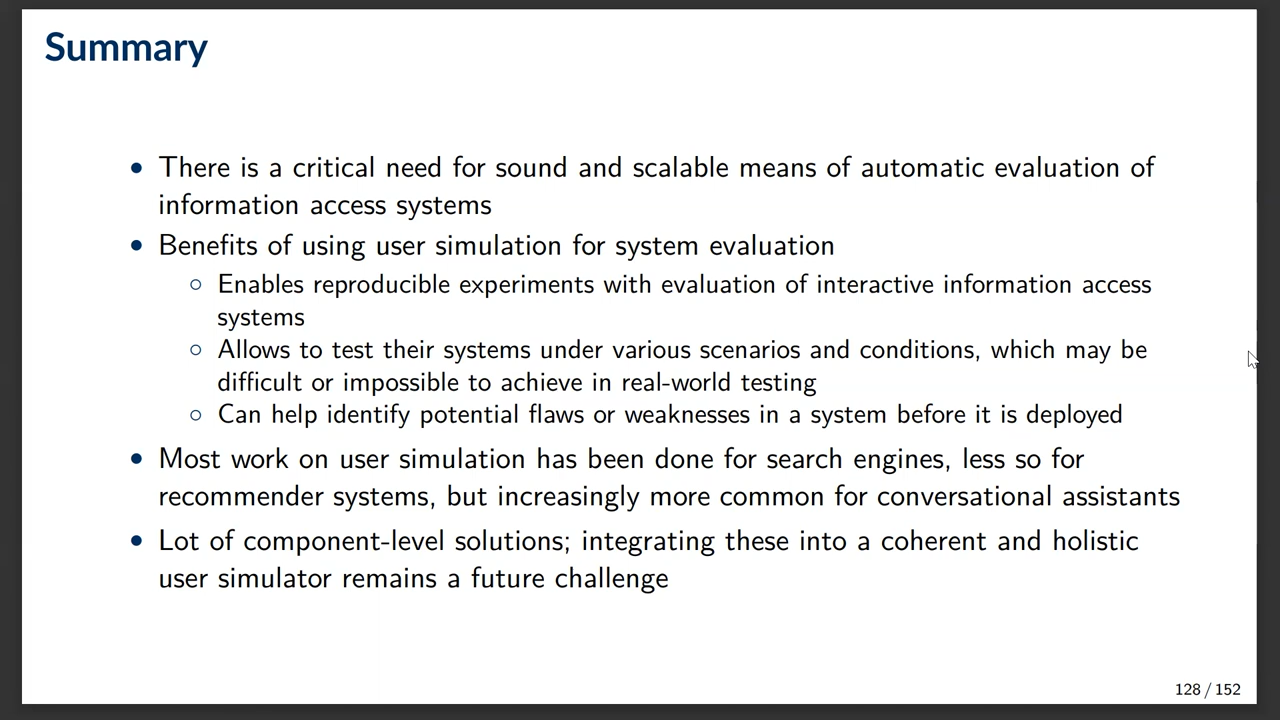 Summary
• There is a critical need for sound and scalable means of automatic evaluation of
information access systems
• Benefits of using user simulation for system evaluation
○ Enables reproducible experiments with evaluation of interactive information access
systems
○ Allows to test their systems under various scenarios and conditions, which may be
difficult or impossible to achieve in real-world testing
○ Can help identify potential flaws or weaknesses in a system before it is deployed
• Most work on user simulation has been done for search engines, less so for
recommender systems, but increasingly more common for conversational assistants
• Lot of component-level solutions; integrating these into a coherent and holistic
user simulator remains a future challenge
128 / 152